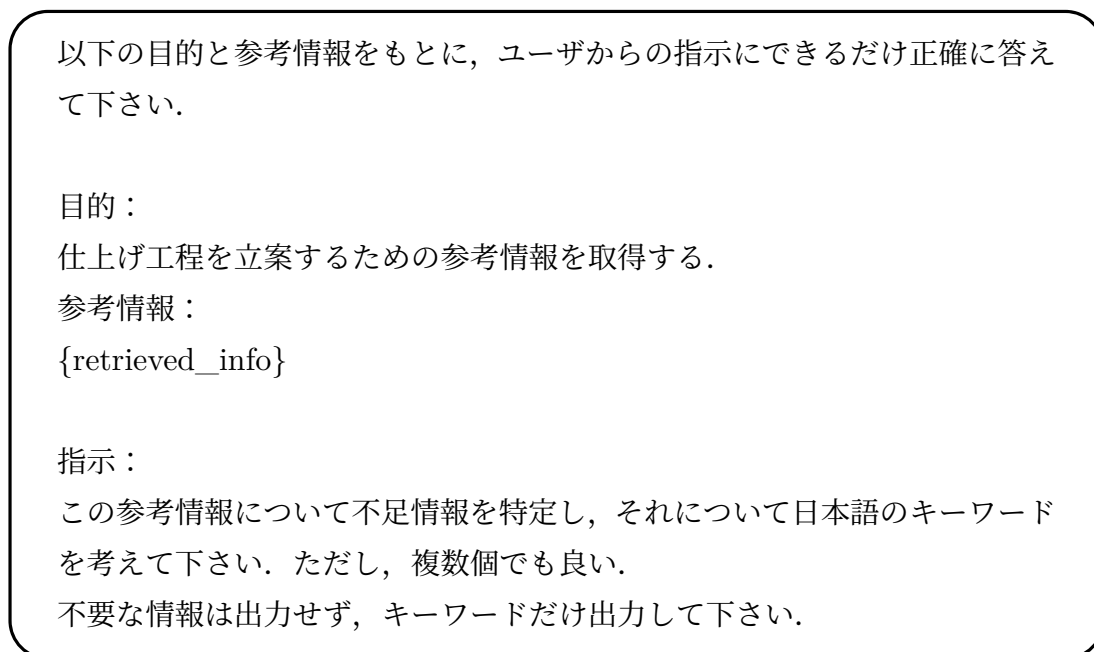 以下の目的と参考情報をもとに，ユーザからの指示にできるだけ正確に答え
て下さい．
目的：
仕上げ工程を立案するための参考情報を取得する．
参考情報：
{retrieved_info}
指示：
この参考情報について不足情報を特定し，それについて日本語のキーワード
を考えて下さい．ただし，複数個でも良い．
不要な情報は出力せず，キーワードだけ出力して下さい．